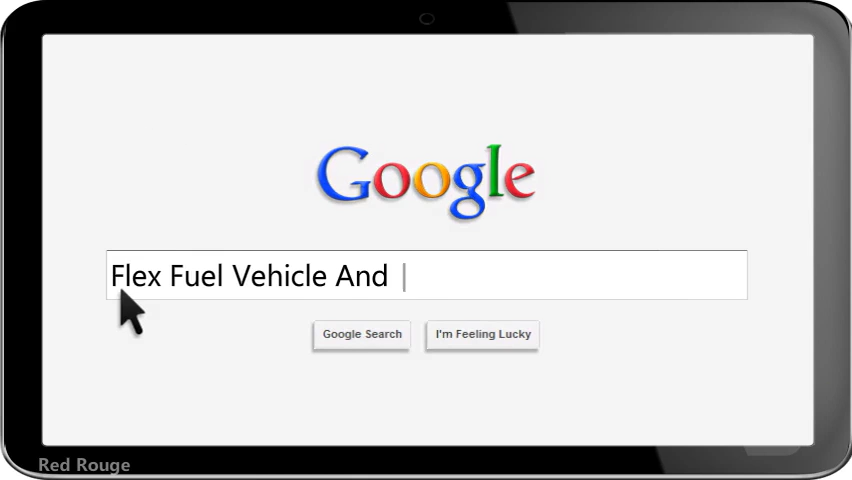 Google
Flex Fuel Vehicle And
Google Search
I'm Feeling Lucky
Red Rouge